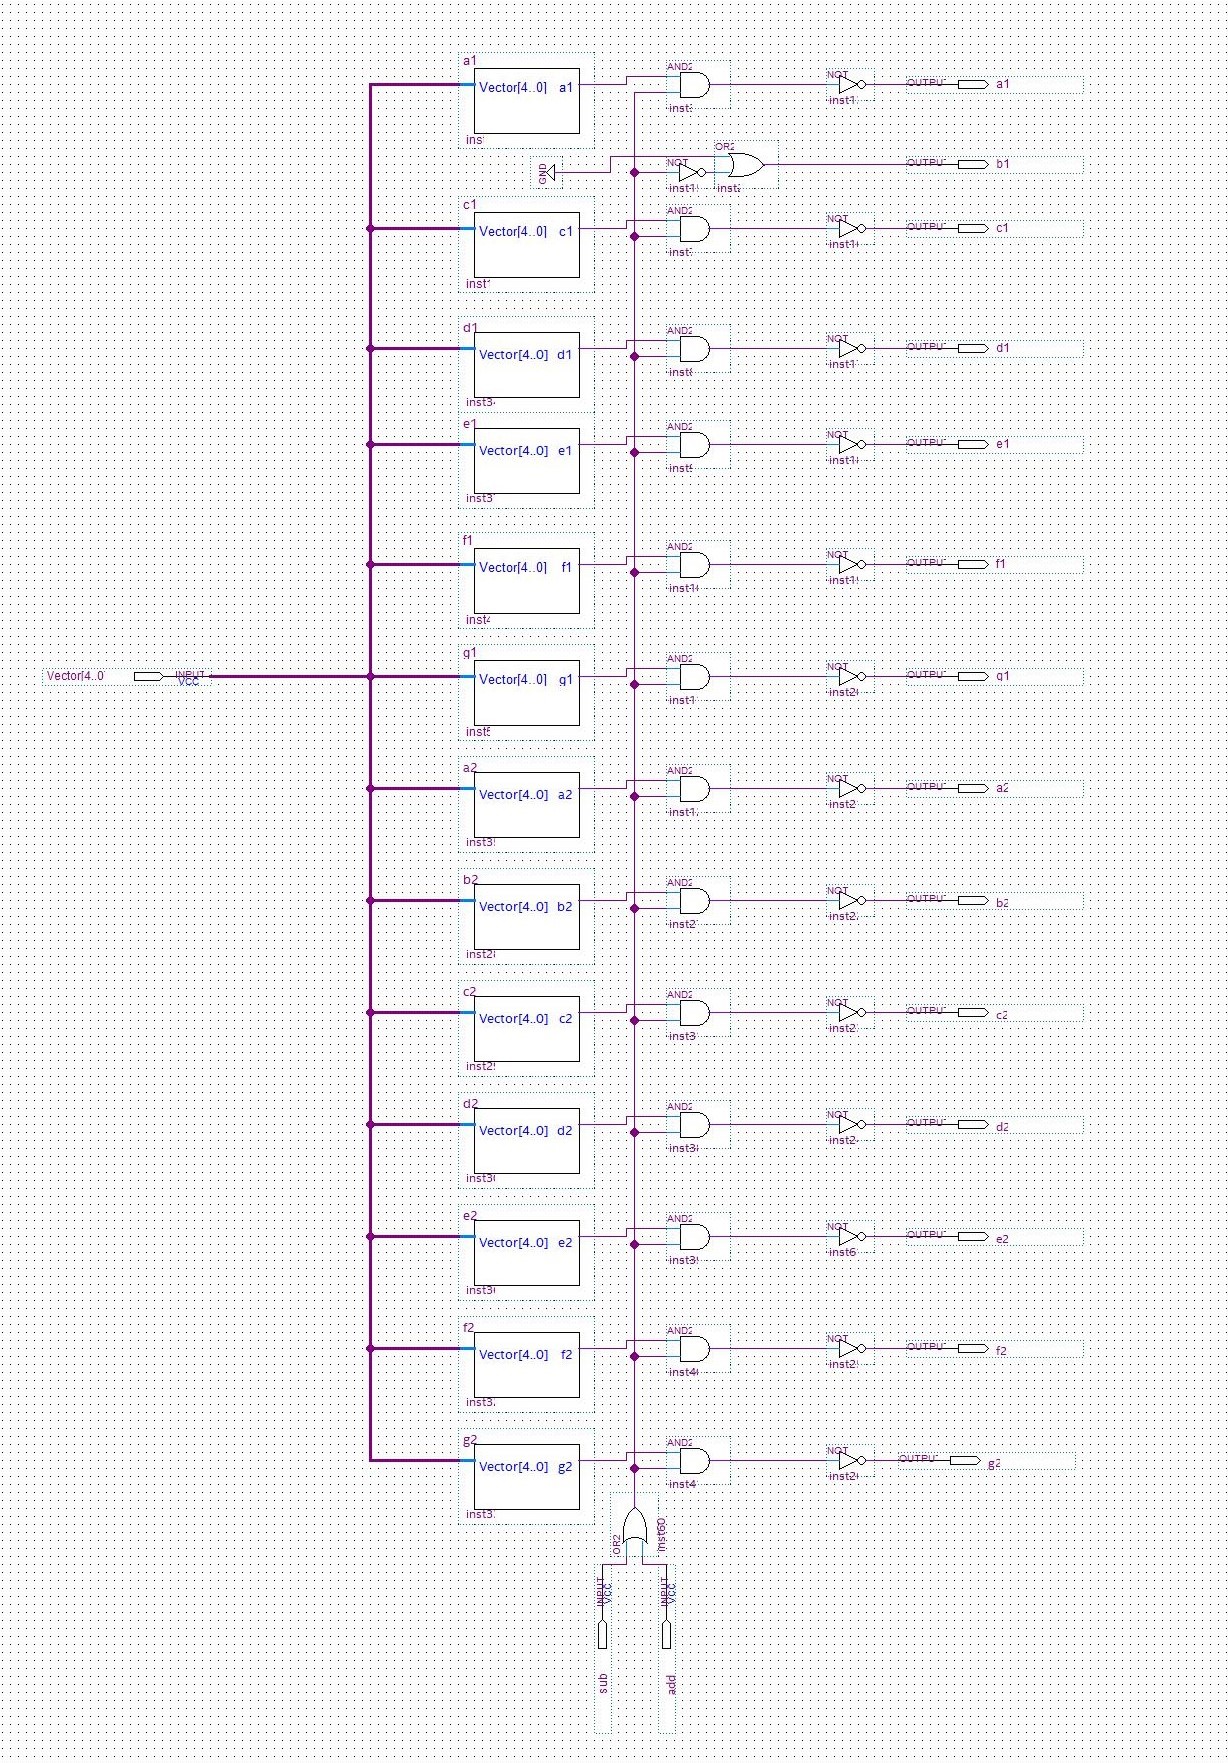 a1
Vector[4..0] a1
ins
AND2
inst
NOT
inst1
OUTPUT
a1
GND
NOT
inst1
OR2
inst
OUTPUT
b1
c1
Vector[4..0] c1
inst
AND2
inst
NOT
inst1
OUTPUT
c1
d1
Vector[4..0] d1
inst3
AND2
inst
NOT
inst1
OUTPUT
d1
e1
Vector[4..0] e1
inst3
AND2
inst
NOT
inst1
OUTPUT
e1
f1
Vector[4..0] f1
inst
AND2
inst1
NOT
inst1
OUTPUT
f1
Vector[4..0
INPUT
VCC
g1
Vector[4..0] g1
inst
AND2
inst1
NOT
inst2
OUTPUT
g1
a2
Vector[4..0] a2
inst3
AND2
inst1
NOT
inst2
OUTPUT
a2
b2
Vector[4..0] b2
inst2
AND2
inst2
NOT
inst2
OUTPUT
b2
c2
Vector[4..0] c2
inst2
AND2
inst3
NOT
inst2
OUTPUT
c2
d2
Vector[4..0] d2
inst3
AND2
inst3
NOT
inst2
OUTPUT
d2
e2
Vector[4..0] e2
inst3
AND2
inst3
NOT
inst6
OUTPUT
e2
f2
Vector[4..0] f2
inst3
AND2
inst4
NOT
inst2
OUTPUT
f2
g2
Vector[4..0] g2
inst3
AND2
inst4
NOT
inst2
OUTPUT
g2
OR2
inst60
INPUT
VCC
sub
INPUT
VCC
add